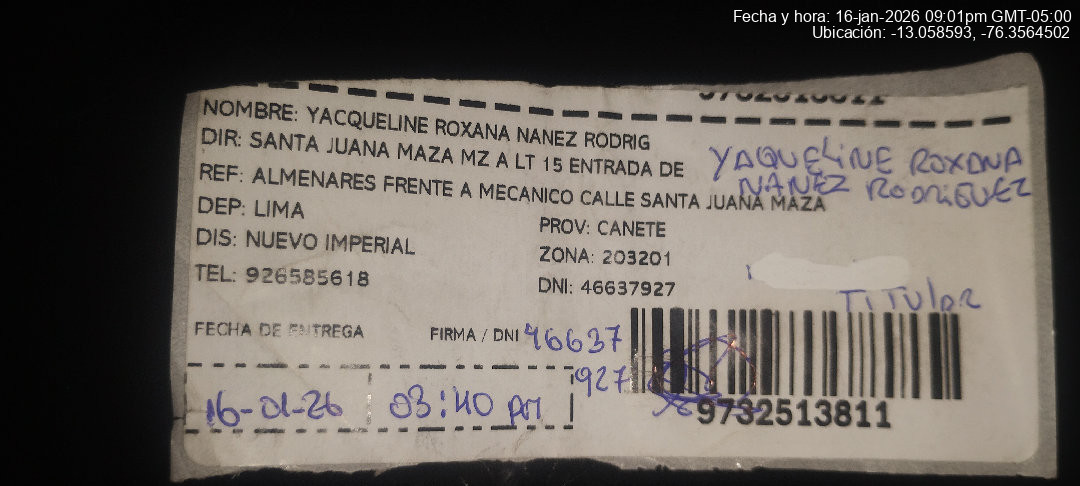 Fecha y hora: 16-jan-2026 09:01pm GMT-05:00
Ubicación: -13.058593, -76.3564502
9732513811
NOMBRE: YACQUELINE ROXANA NANEZ RODRIG
DIR: SANTA JUANA MAZA MZ A LT 15 ENTRADA DE
YAQUELINE ROXANA
NANEZ RODRIGUEZ
REF: ALMENARES FRENTE A MECANICO CALLE SANTA JUANA MAZA
DEP: LIMA
PROV: CANETE
DIS: NUEVO IMPERIAL
ZONA: 203201
TEL: 926585618
DNI: 46637927
TITULAR
FECHA DE ENTREGA
FIRMA / DNI 46637
927
16-01-26
03:40 PM
9732513811